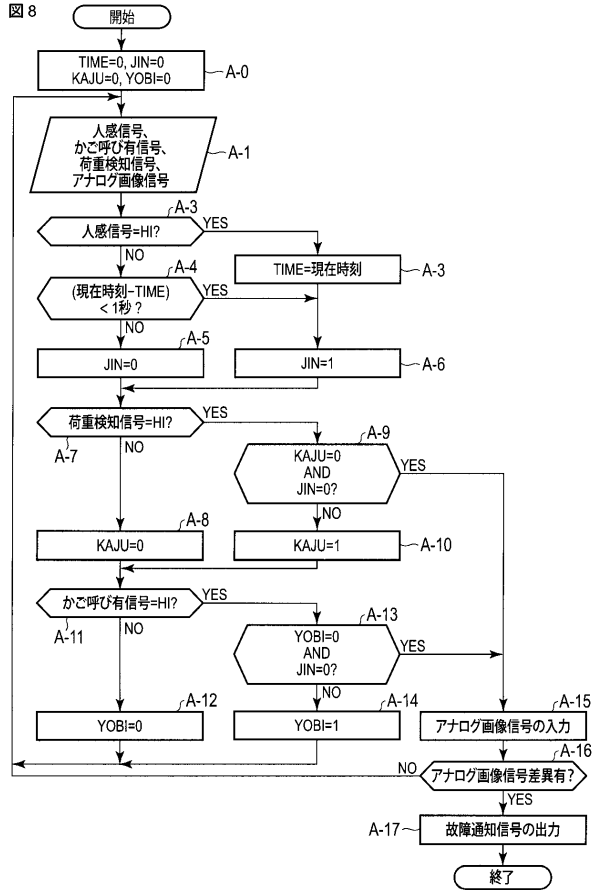 図8
開始
TIME=0, JIN=0
KAJU=0, YOBI=0
A-0
人感信号、
かご呼び有信号、
荷重検知信号、
アナログ画像信号
A-1
A-3
人感信号=HI?
YES
NO
TIME=現在時刻
A-3
A-4
(現在時刻-TIME)
<1秒?
YES
NO
A-5
JIN=0
JIN=1
A-6
荷重検知信号=HI?
YES
A-7
NO
A-9
KAJU=0
AND
JIN=0?
YES
NO
A-8
KAJU=0
KAJU=1
A-10
かご呼び有信号=HI?
YES
A-11
NO
A-13
YOBI=0
AND
JIN=0?
YES
NO
A-12
YOBI=0
A-14
YOBI=1
A-15
アナログ画像信号の入力
A-16
NO
アナログ画像信号差異有?
YES
A-17
故障通知信号の出力
終了